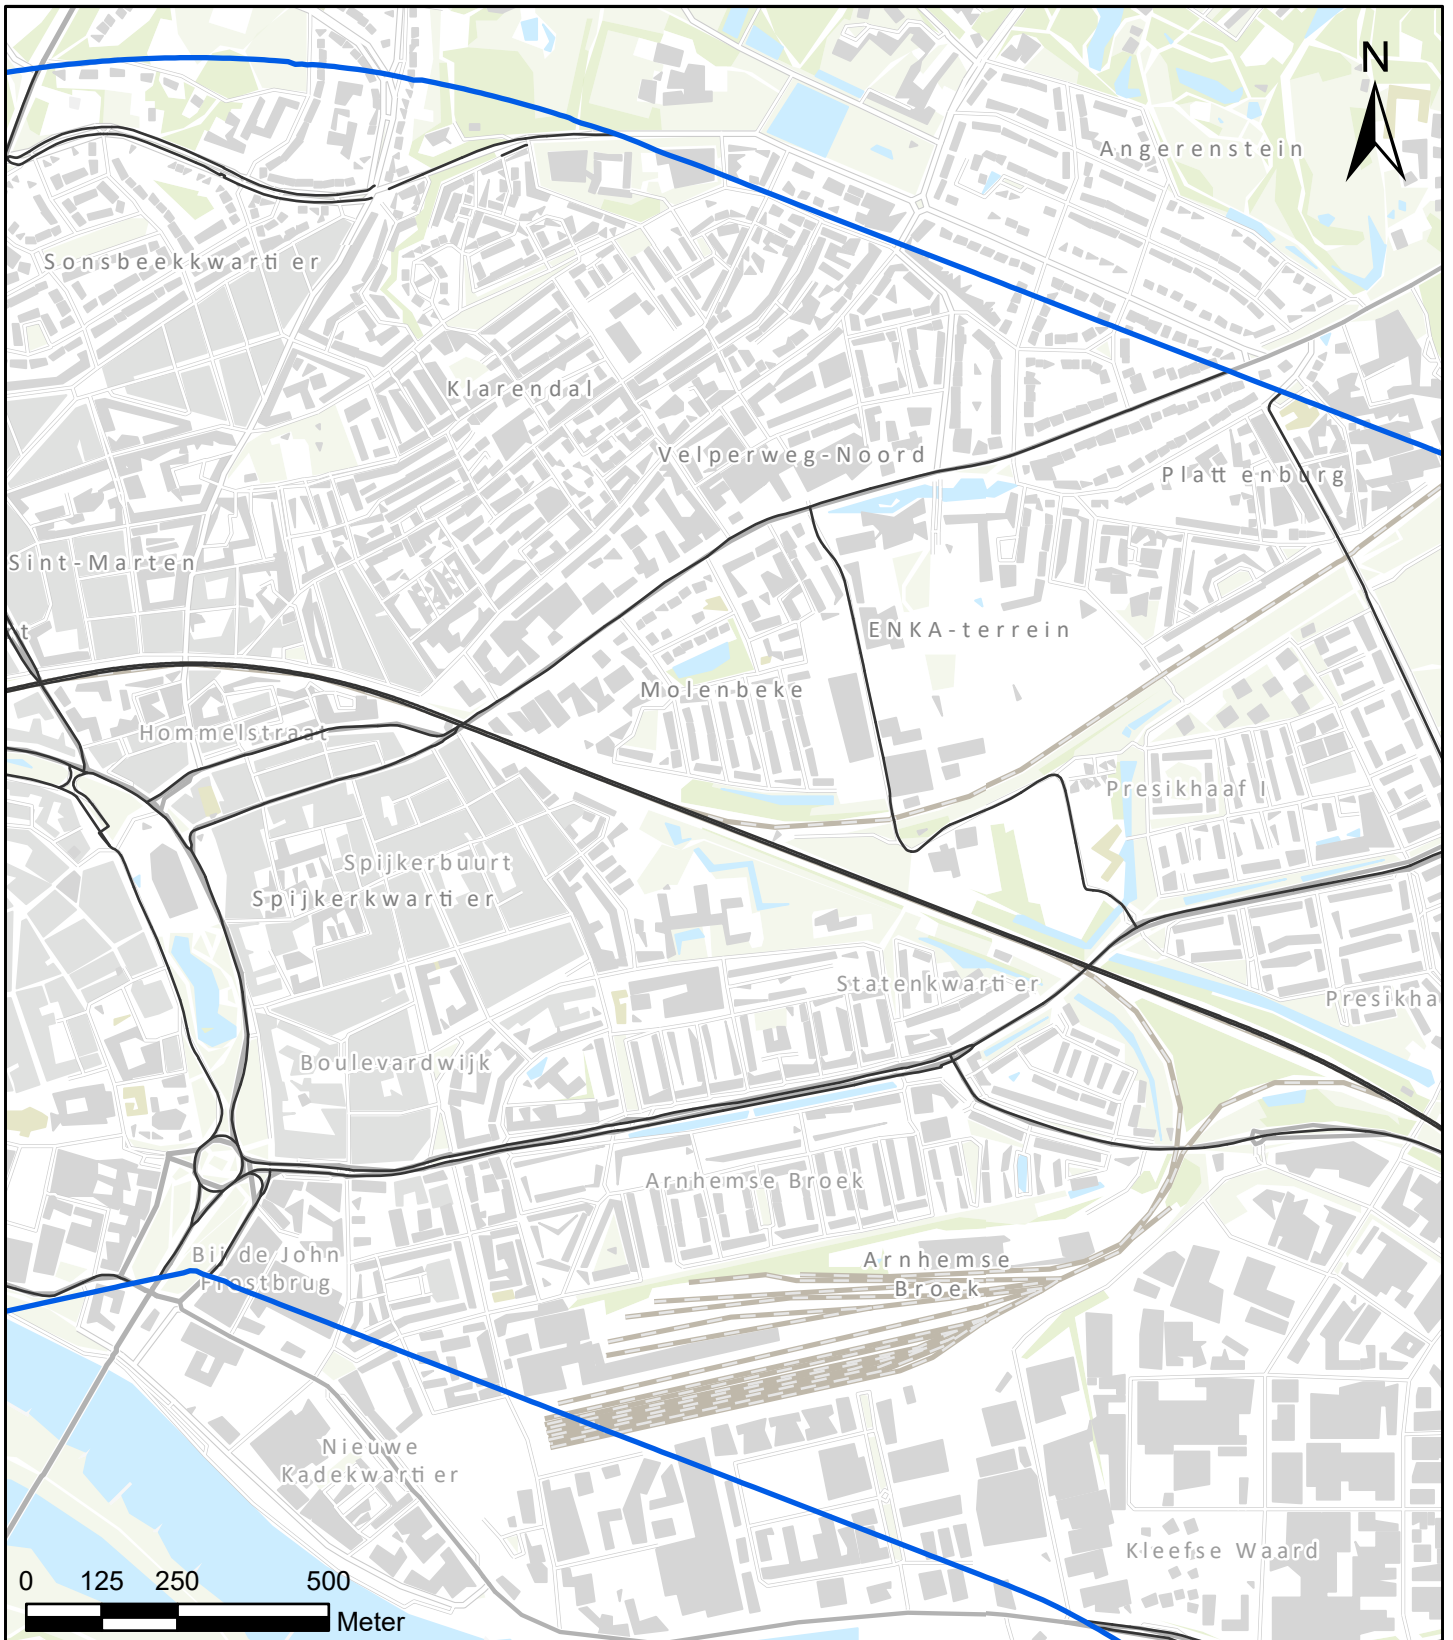 N
Angerenstein
Sonsbeekkwartier
Klarendal
Velperweg-Noord
Plattenburg
Sint-Marten
ENKA-terrein
Molenbeke
Hommelstraat
Presikhaaf I
Spijkerbuurt
Spijkerkwartier
Statenkwartier
Presikha
Boulevardwijk
Arnhemse Broek
Bij de John
Frostbrug
Arnhemse
Broek
Nieuwe
Kadekwartier
Kleefse Waard
0 125 250 500
Meter